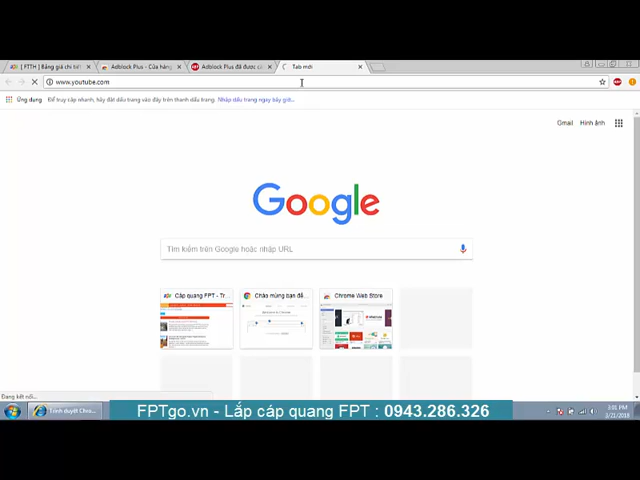 [ FTTH ] Bảng giá chi tiết
Adblock Plus - Cửa hàng
Adblock Plus đã được cài
Tab mới
www.youtube.com
Ứng dụng
Để truy cập nhanh, hãy đặt dấu trang vào đây trên thanh dấu trang.
Nhập dấu trang ngay bây giờ...
Gmail
Hình ảnh
Google
Tìm kiếm trên Google hoặc nhập URL
Cáp quang FPT - Tr...
Chào mừng bạn đế...
Chrome Web Store
Đang kết nối...
Trình duyệt Chro...
FPTgo.vn - Lắp cáp quang FPT : 0943.286.326
3:01 PM
3/21/2018